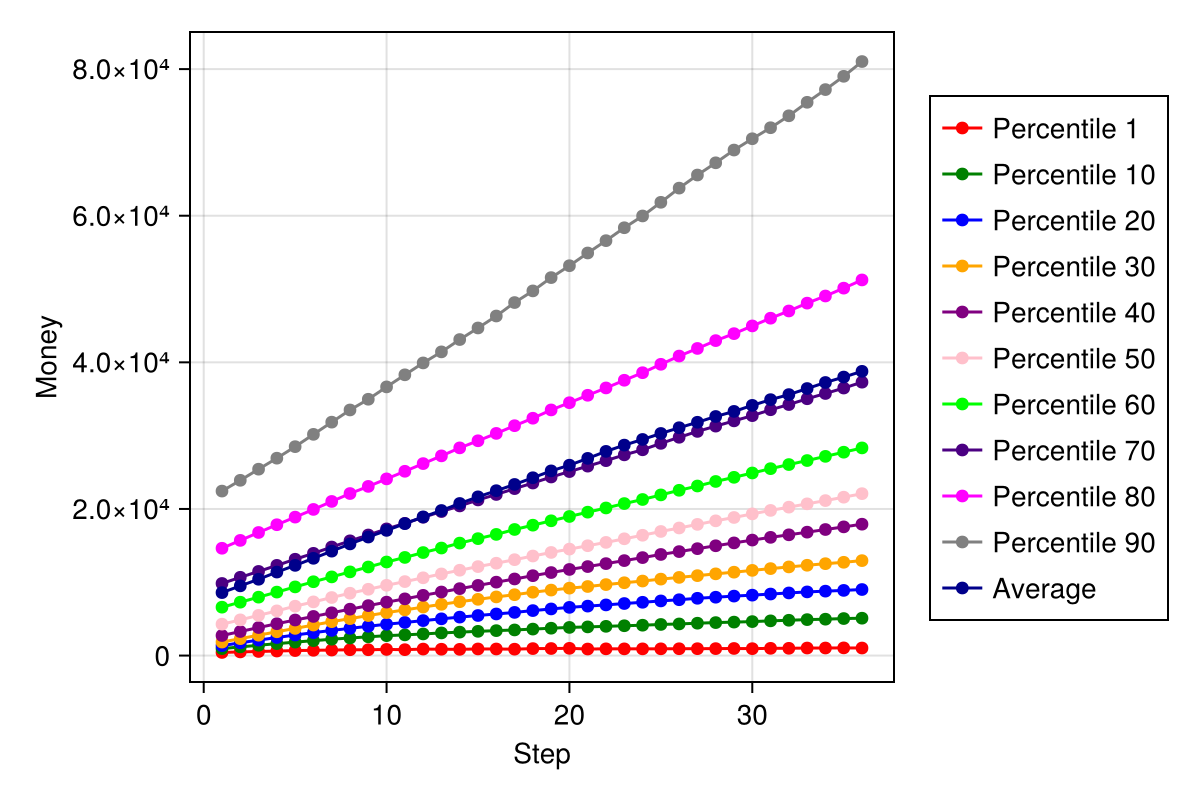 8.0×10⁴
6.0×10⁴
4.0×10⁴
2.0×10⁴
0
Money
0 10 20 30
Step
Percentile 1
Percentile 10
Percentile 20
Percentile 30
Percentile 40
Percentile 50
Percentile 60
Percentile 70
Percentile 80
Percentile 90
Average